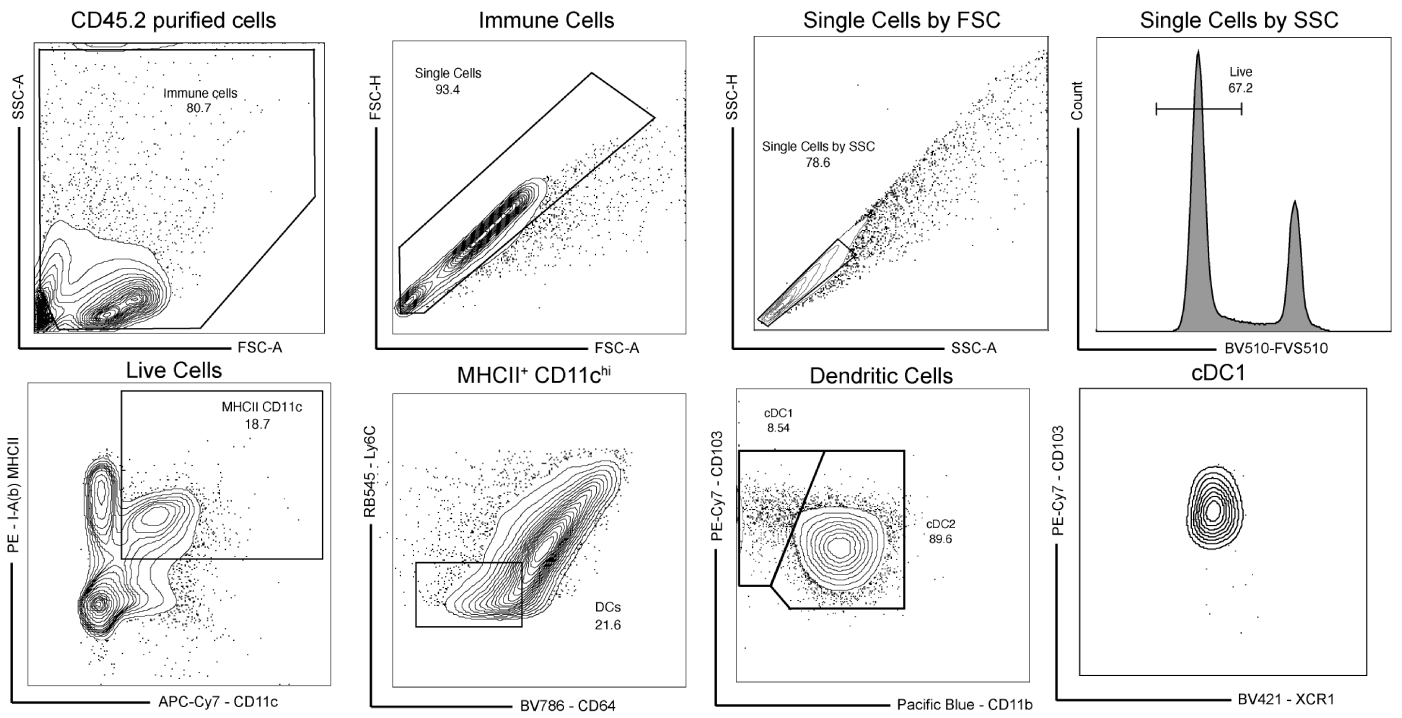 CD45.2 purified cells
SSC-A
Immune cells
80.7
FSC-A
Immune Cells
FSC-H
Single Cells
93.4
FSC-A
Single Cells by FSC
SSC-H
Single Cells by SSC
78.6
SSC-A
Single Cells by SSC
Count
Live
67.2
BV510-FVS510
Live Cells
PE - I-A(b) MHCII
MHCII CD11c
18.7
APC-Cy7 - CD11c
MHCII⁺ CD11cʰⁱ
RB545 - Ly6C
DCs
21.6
BV786 - CD64
Dendritic Cells
PE-Cy7 - CD103
cDC1
8.54
cDC2
89.6
Pacific Blue - CD11b
cDC1
PE-Cy7 - CD103
BV421 - XCR1